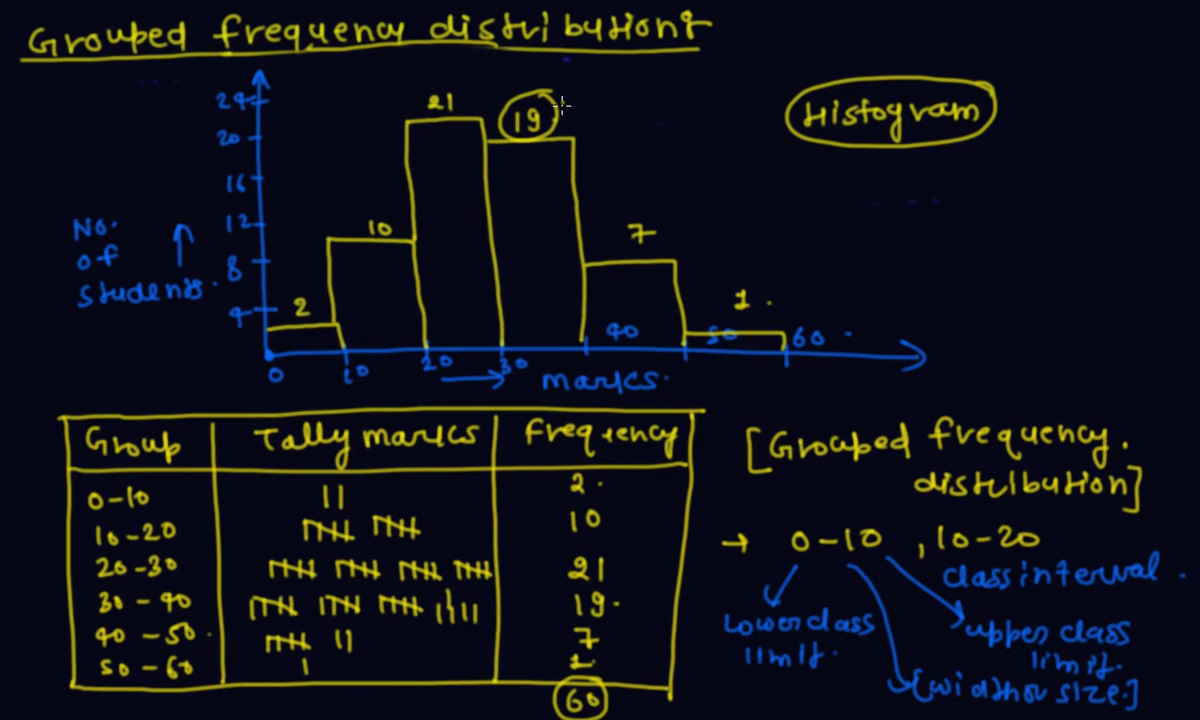 Grouped frequency distribution:
Histogram
24
20
16
12
8
4
No.
of
students.
2
10
21
19
7
1.
0 10 20 30 40 50 60
marks.
Group Tally marks Frequency
0-10 || 2.
10-20 10
20-30 21
30-40 19.
40-50. 7
50-60 | 1
60
[Grouped frequency.
distribution]
→ 0-10, 10-20
class interval.
Lower class
limit.
upper class
limit.
[width or size.]